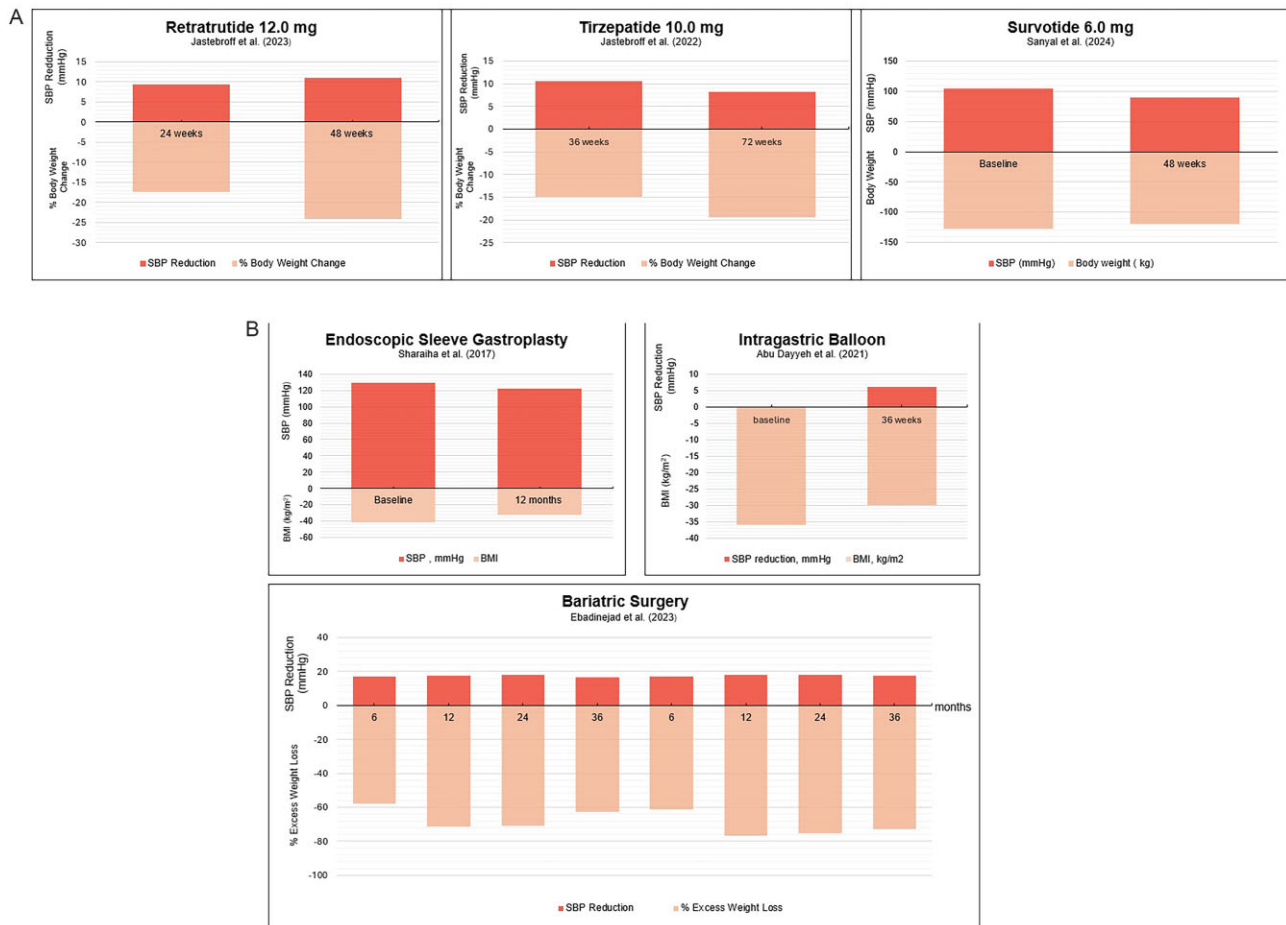 A
Retratrutide 12.0 mg
Jastebroff et al. (2023)
SBP Redduction
(mmHg)
15
10
5
0
-5
-10
-15
-20
-25
-30
24 weeks
48 weeks
% Body Weight
Change
SBP Reduction
% Body Weight Change
Tirzepatide 10.0 mg
Jastebroff et al. (2022)
SBP Reduction
(mmHg)
15
10
5
0
-5
-10
-15
-20
-25
36 weeks
72 weeks
% Body Weight
Change
SBP Reduction
% Body Weight Change
Survotide 6.0 mg
Sanyal et al. (2024)
SBP (mmHg)
150
100
50
0
-50
-100
-150
Baseline
48 weeks
Body Weight
SBP (mmHg)
Body weight ( kg)
B
Endoscopic Sleeve Gastroplasty
Sharaiha et al. (2017)
SBP (mmHg)
140
120
100
80
60
40
20
0
-20
-40
-60
Baseline
12 months
BMI (kg/m²)
SBP , mmHg
BMI
Intragastric Balloon
Abu Dayyeh et al. (2021)
SBP Reduction
(mmHg)
10
5
0
-5
-10
-15
-20
-25
-30
-35
-40
baseline
36 weeks
BMI (kg/m²)
SBP reduction, mmHg
BMI, kg/m2
Bariatric Surgery
Ebadinejad et al. (2023)
SBP Reduction
(mmHg)
40
20
0
-20
-40
-60
-80
-100
6
12
24
36
6
12
24
36
months
% Excess Weight Loss
SBP Reduction
% Excess Weight Loss